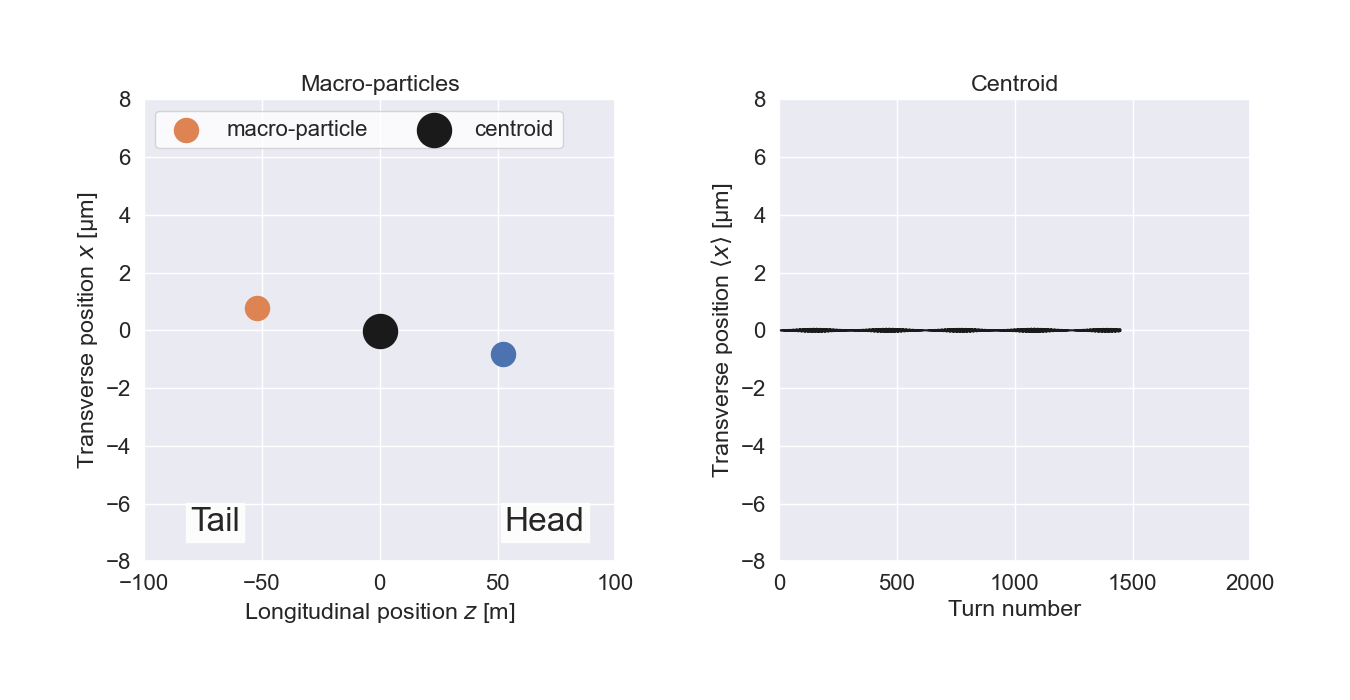 Macro-particles
macro-particle centroid
8
6
4
2
0
−2
−4
−6
−8
Transverse position x [µm]
Tail
Head
−100 −50 0 50 100
Longitudinal position z [m]
Centroid
8
6
4
2
0
−2
−4
−6
−8
Transverse position ⟨x⟩ [µm]
0 500 1000 1500 2000
Turn number